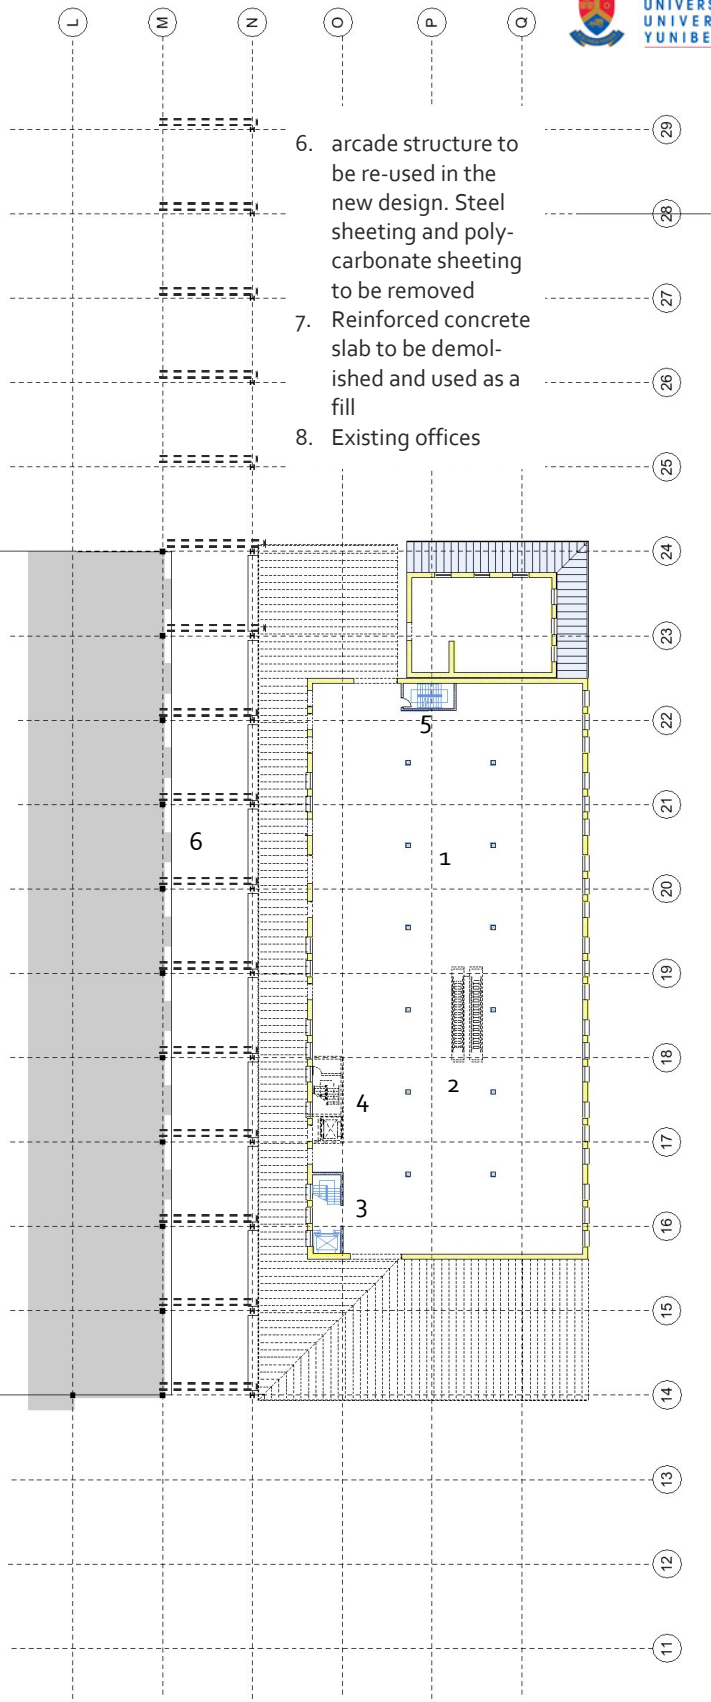 L
M
N
O
P
Q
UNIVERS
UNIVER
YUNIBE
29
6. arcade structure to
be re-used in the
new design. Steel
sheeting and poly-
carbonate sheeting
to be removed
7. Reinforced concrete
slab to be demol-
ished and used as a
fill
8. Existing offices
28
27
26
25
24
23
22
5
21
6
1
20
19
18
2
4
17
3
16
15
14
13
12
11